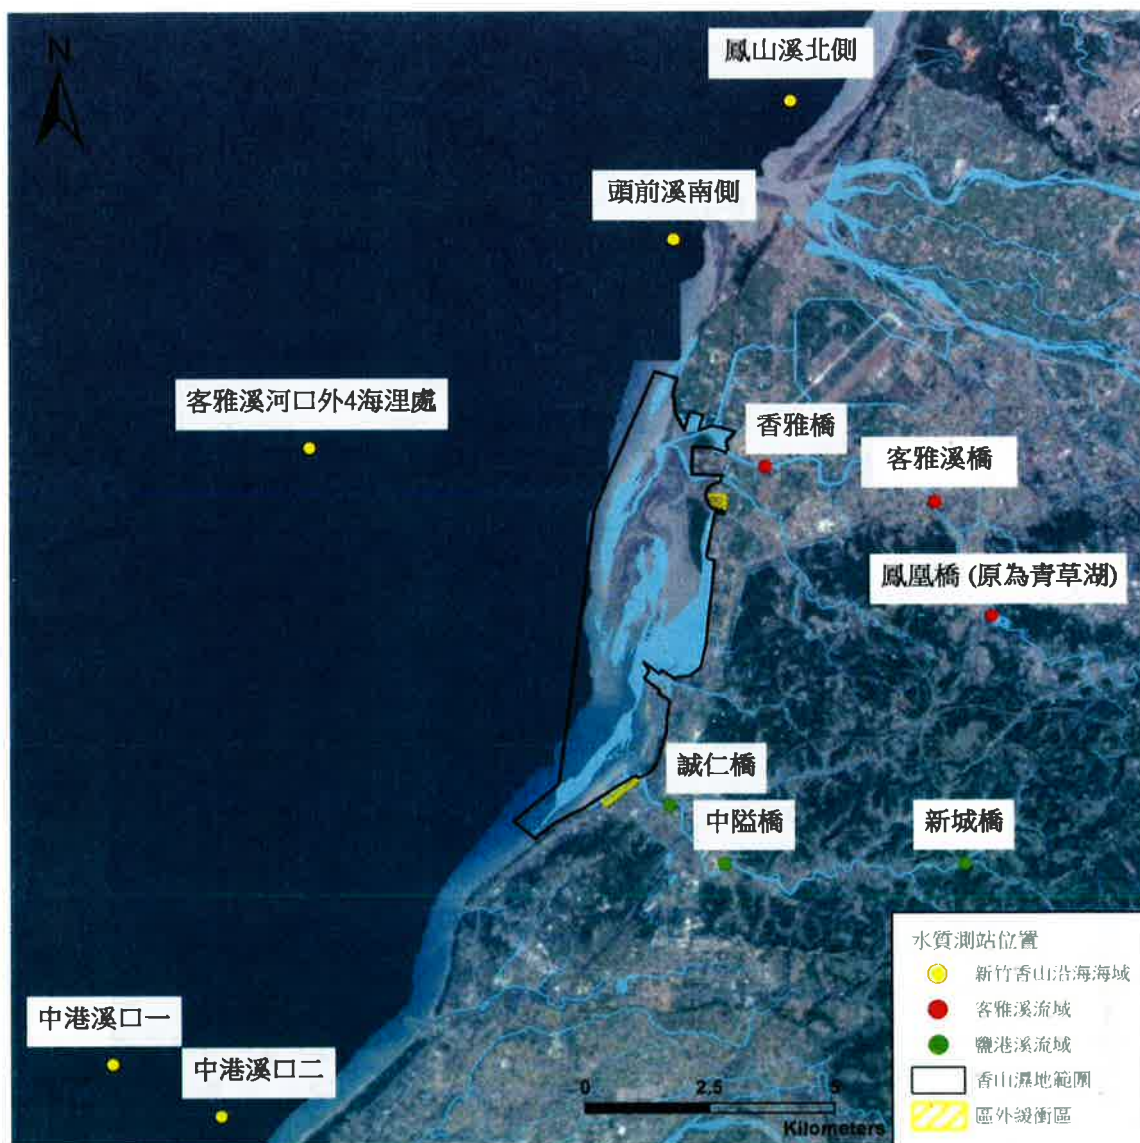 N
鳳山溪北側
頭前溪南側
客雅溪河口外4海浬處
香雅橋
客雅溪橋
鳳凰橋 (原為青草湖)
誠仁橋
中隘橋
新城橋
中港溪口一
中港溪口二
水質測站位置
新竹香山沿海海域
客雅溪流域
鹽港溪流域
香山濕地範圍
區外緩衝區
0 2.5 5
Kilometers